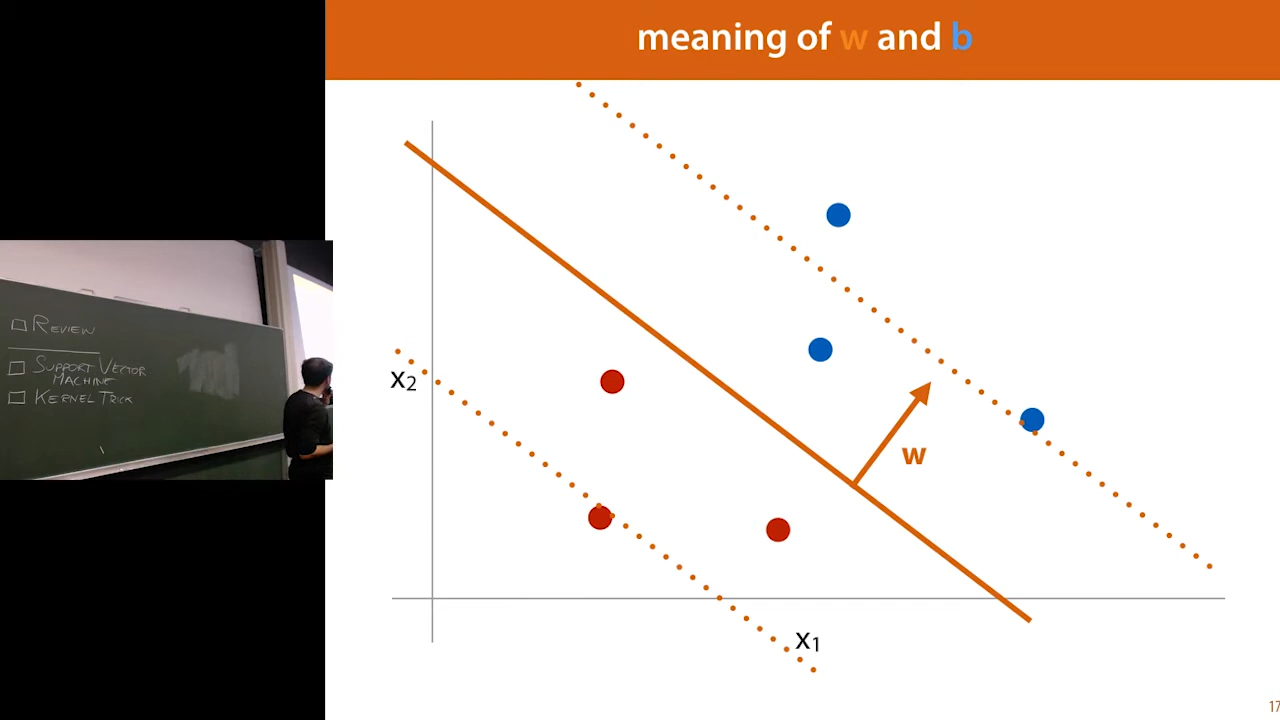 meaning of w and b
x2
w
x1
17
□ REVIEW
□ SUPPORT VECTOR
MACHINE
□ KERNEL TRICK